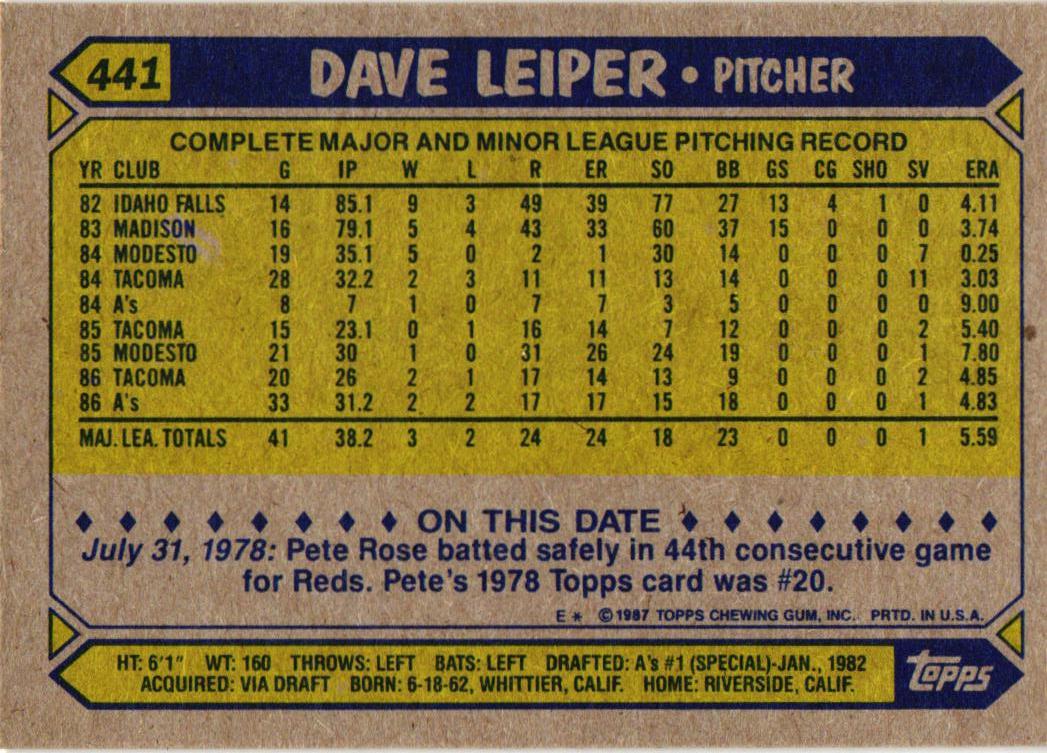 441 DAVE LEIPER • PITCHER
COMPLETE MAJOR AND MINOR LEAGUE PITCHING RECORD
YR CLUB G IP W L R ER SO BB GS CG SHO SV ERA
82 IDAHO FALLS 14 85.1 9 3 49 39 77 27 13 4 1 0 4.11
83 MADISON 16 79.1 5 4 43 33 60 37 15 0 0 0 3.74
84 MODESTO 19 35.1 5 0 2 1 30 14 0 0 0 7 0.25
84 TACOMA 28 32.2 2 3 11 11 13 14 0 0 0 11 3.03
84 A's 8 7 1 0 7 7 3 5 0 0 0 0 9.00
85 TACOMA 15 23.1 0 1 16 14 7 12 0 0 0 2 5.40
85 MODESTO 21 30 1 0 31 26 24 19 0 0 0 1 7.80
86 TACOMA 20 26 2 1 17 14 13 9 0 0 0 2 4.85
86 A's 33 31.2 2 2 17 17 15 18 0 0 0 1 4.83
MAJ. LEA. TOTALS 41 38.2 3 2 24 24 18 23 0 0 0 1 5.59
♦ ♦ ♦ ♦ ♦ ♦ ♦ ♦ ON THIS DATE ♦ ♦ ♦ ♦ ♦ ♦ ♦ ♦
July 31, 1978: Pete Rose batted safely in 44th consecutive game
for Reds. Pete's 1978 Topps card was #20.
E * © 1987 TOPPS CHEWING GUM, INC. PRTD. IN U.S.A.
HT: 6'1" WT: 160 THROWS: LEFT BATS: LEFT DRAFTED: A's #1 (SPECIAL)-JAN., 1982
ACQUIRED: VIA DRAFT BORN: 6-18-62, WHITTIER, CALIF. HOME: RIVERSIDE, CALIF.
TOPPS